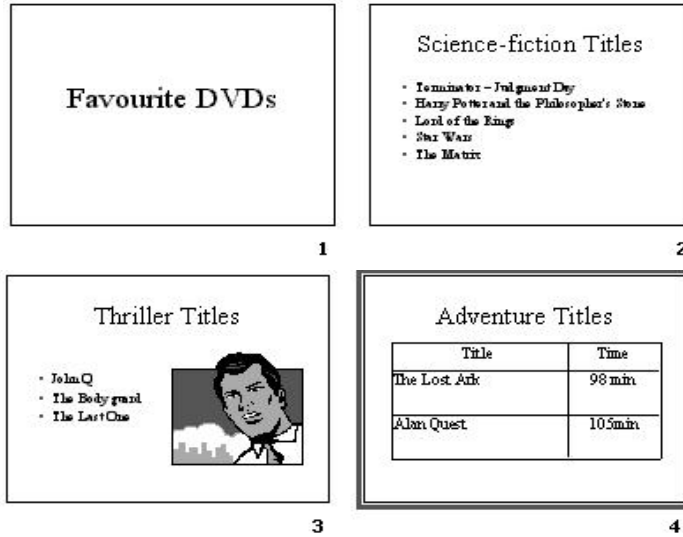 Favourite DVDs
1
Science-fiction Titles
Terminator – Judgment Day
Harry Potter and the Philosopher's Stone
Lord of the Rings
Star Wars
The Matrix
2
Thriller Titles
John Q
The Body guard
The Last One
3
Adventure Titles
Title Time
The Lost Ark 98 min
Alan Quest 105min
4